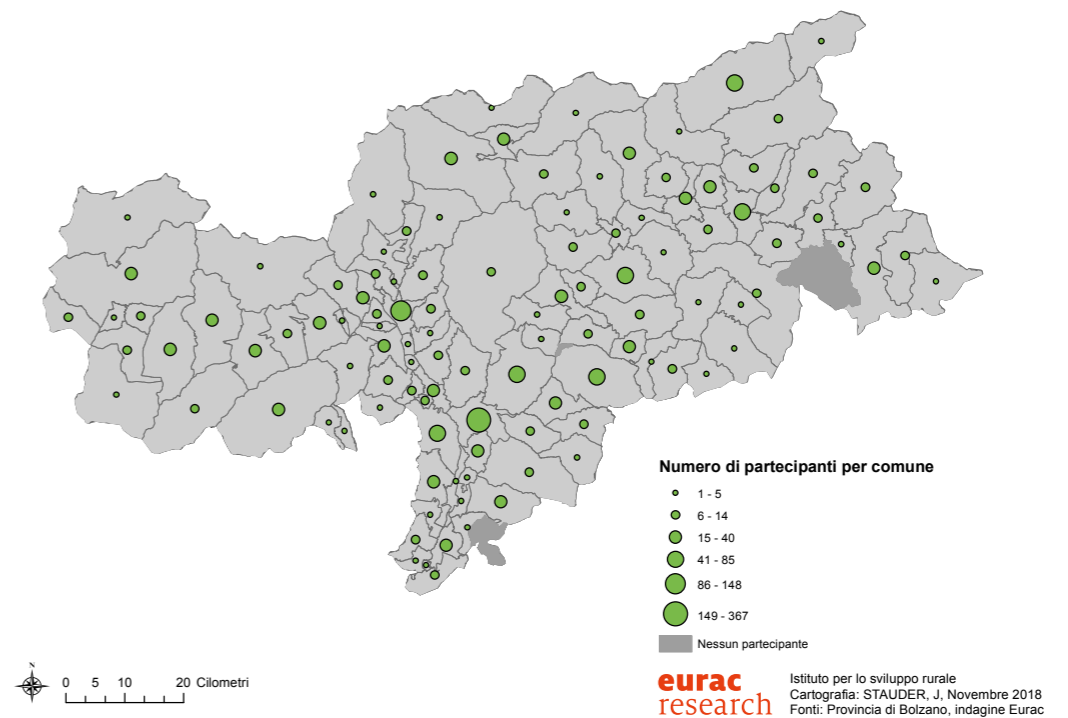 Numero di partecipanti per comune
1 - 5
6 - 14
15 - 40
41 - 85
86 - 148
149 - 367
Nessun partecipante
N
0 5 10 20 Cilometri
eurac
research
Istituto per lo sviluppo rurale
Cartografia: STAUDER, J, Novembre 2018
Fonti: Provincia di Bolzano, indagine Eurac